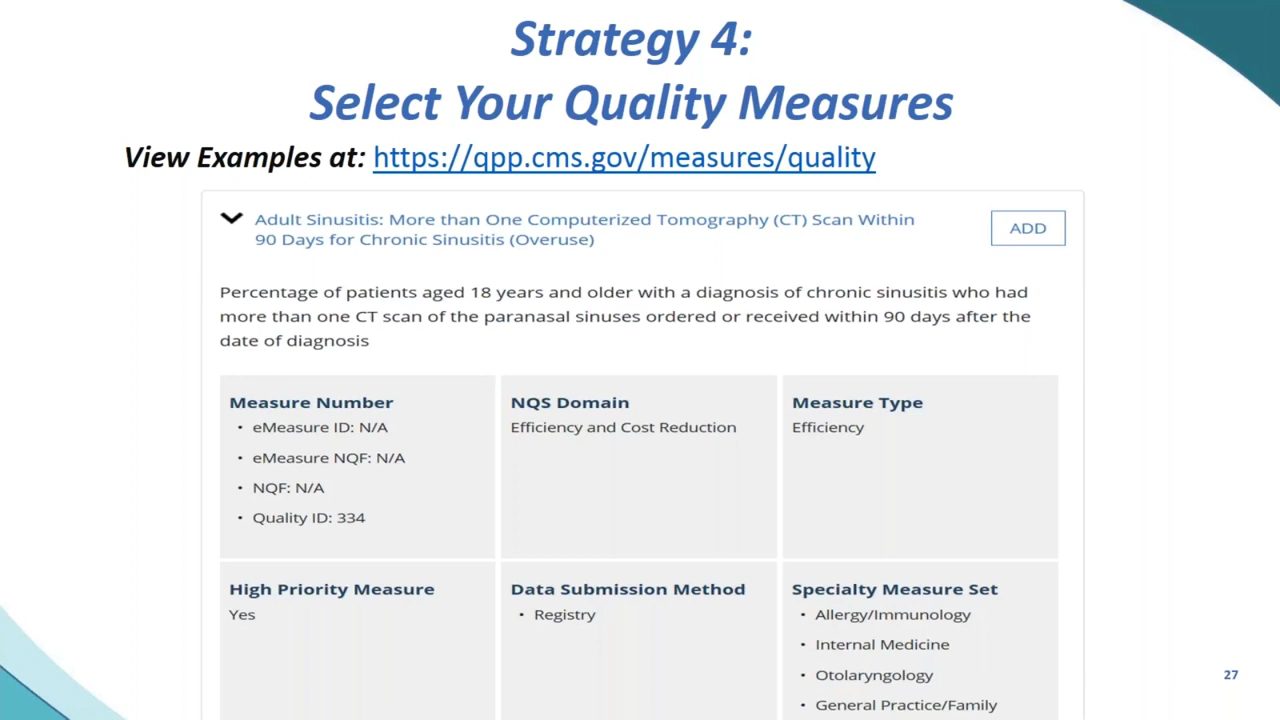 Strategy 4:
Select Your Quality Measures
View Examples at: https://qpp.cms.gov/measures/quality
Adult Sinusitis: More than One Computerized Tomography (CT) Scan Within
90 Days for Chronic Sinusitis (Overuse)
ADD
Percentage of patients aged 18 years and older with a diagnosis of chronic sinusitis who had
more than one CT scan of the paranasal sinuses ordered or received within 90 days after the
date of diagnosis
Measure Number
• eMeasure ID: N/A
• eMeasure NQF: N/A
• NQF: N/A
• Quality ID: 334
NQS Domain
Efficiency and Cost Reduction
Measure Type
Efficiency
High Priority Measure
Yes
Data Submission Method
• Registry
Specialty Measure Set
• Allergy/Immunology
• Internal Medicine
• Otolaryngology
• General Practice/Family
27